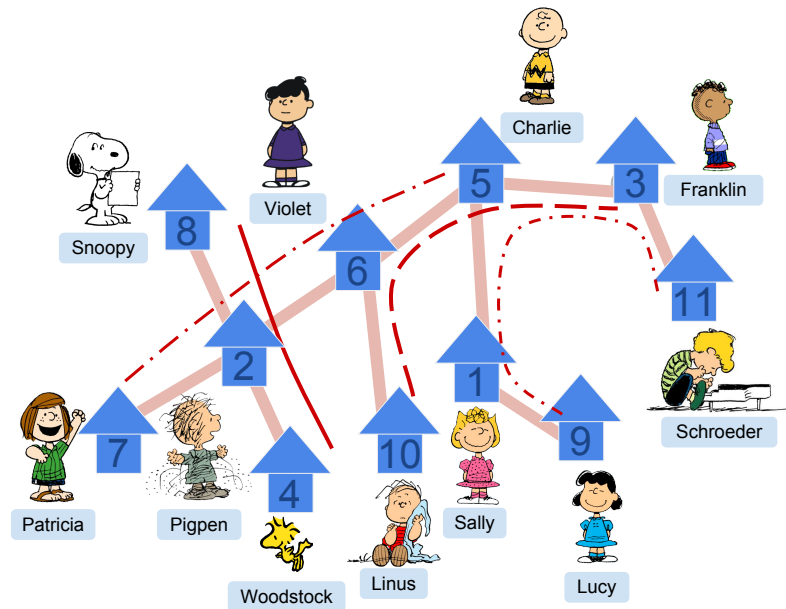 Charlie
Franklin
5
3
Violet
Snoopy
8
6
11
2
1
Schroeder
7
10
9
4
Patricia
Pigpen
Sally
Woodstock
Linus
Lucy